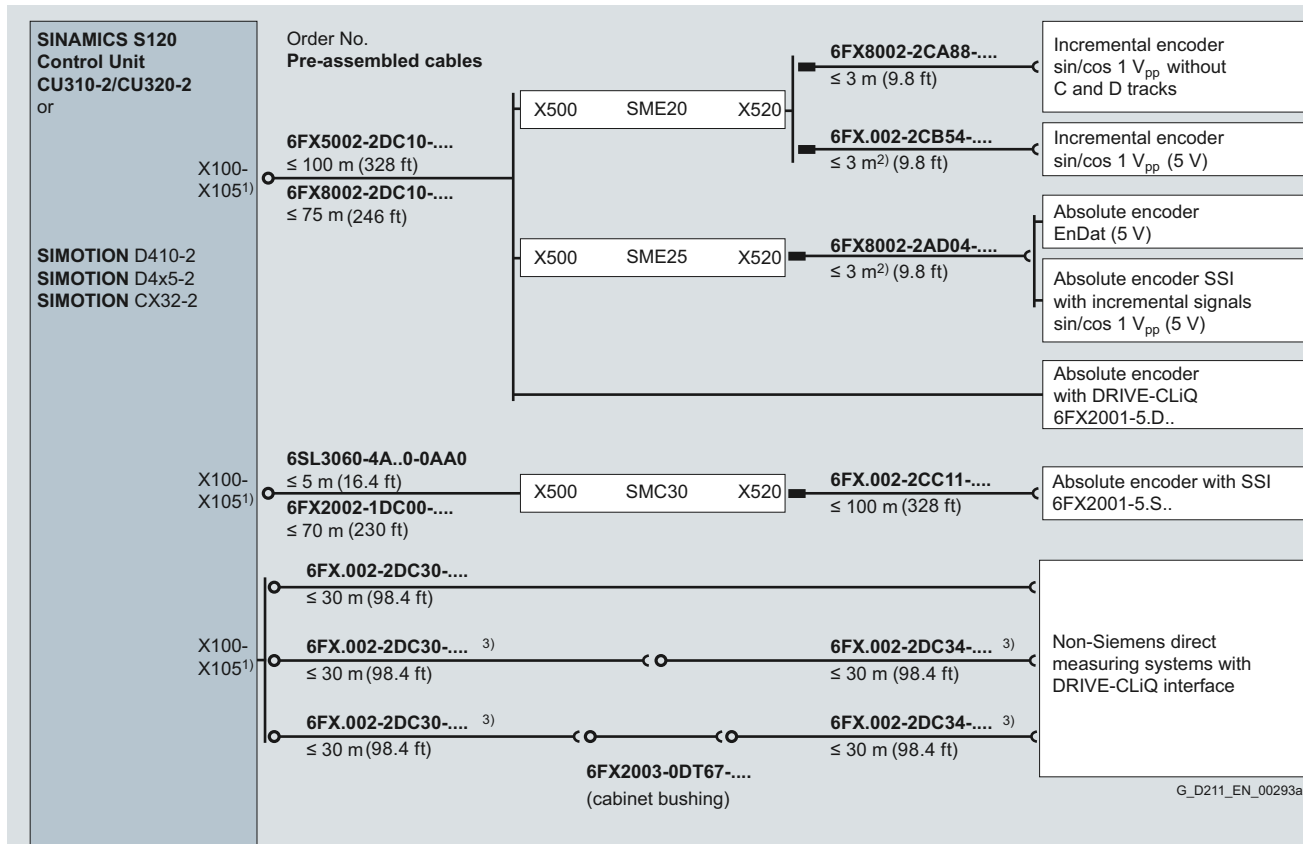 SINAMICS S120
Control Unit
CU310-2/CU320-2
or
X100-
X105¹⁾
SIMOTION D410-2
SIMOTION D4x5-2
SIMOTION CX32-2
X100-
X105¹⁾
X100-
X105¹⁾
Order No.
Pre-assembled cables
6FX5002-2DC10-....
≤ 100 m (328 ft)
6FX8002-2DC10-....
≤ 75 m (246 ft)
X500 SME20 X520
6FX8002-2CA88-....
≤ 3 m (9.8 ft)
Incremental encoder
sin/cos 1 Vpp without
C and D tracks
6FX.002-2CB54-....
≤ 3 m²⁾ (9.8 ft)
Incremental encoder
sin/cos 1 Vpp (5 V)
X500 SME25 X520
6FX8002-2AD04-....
≤ 3 m²⁾ (9.8 ft)
Absolute encoder
EnDat (5 V)
Absolute encoder SSI
with incremental signals
sin/cos 1 Vpp (5 V)
Absolute encoder
with DRIVE-CLiQ
6FX2001-5.D..
6SL3060-4A..0-0AA0
≤ 5 m (16.4 ft)
6FX2002-1DC00-....
≤ 70 m (230 ft)
X500 SMC30 X520
6FX.002-2CC11-....
≤ 100 m (328 ft)
Absolute encoder with SSI
6FX2001-5.S..
6FX.002-2DC30-....
≤ 30 m (98.4 ft)
6FX.002-2DC30-.... ³⁾
≤ 30 m (98.4 ft)
6FX.002-2DC34-.... ³⁾
≤ 30 m (98.4 ft)
6FX.002-2DC30-.... ³⁾
≤ 30 m (98.4 ft)
6FX2003-0DT67-....
(cabinet bushing)
6FX.002-2DC34-.... ³⁾
≤ 30 m (98.4 ft)
Non-Siemens direct
measuring systems with
DRIVE-CLiQ interface
G_D211_EN_00293a